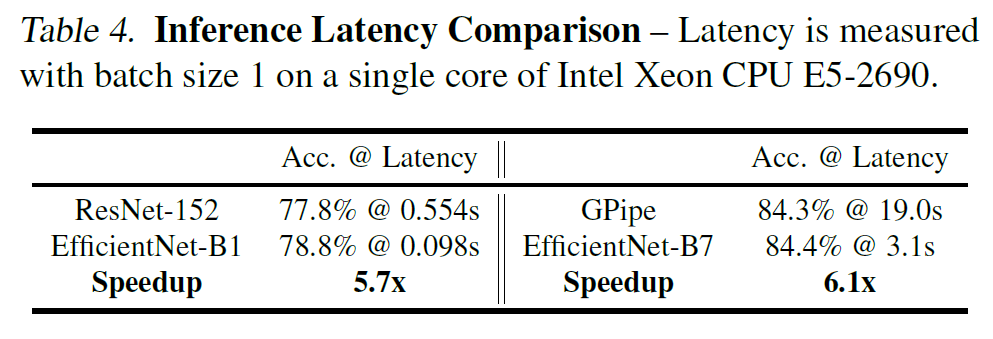 Table 4. Inference Latency Comparison – Latency is measured
with batch size 1 on a single core of Intel Xeon CPU E5-2690.
Acc. @ Latency Acc. @ Latency
ResNet-152 77.8% @ 0.554s GPipe 84.3% @ 19.0s
EfficientNet-B1 78.8% @ 0.098s EfficientNet-B7 84.4% @ 3.1s
Speedup 5.7x Speedup 6.1x